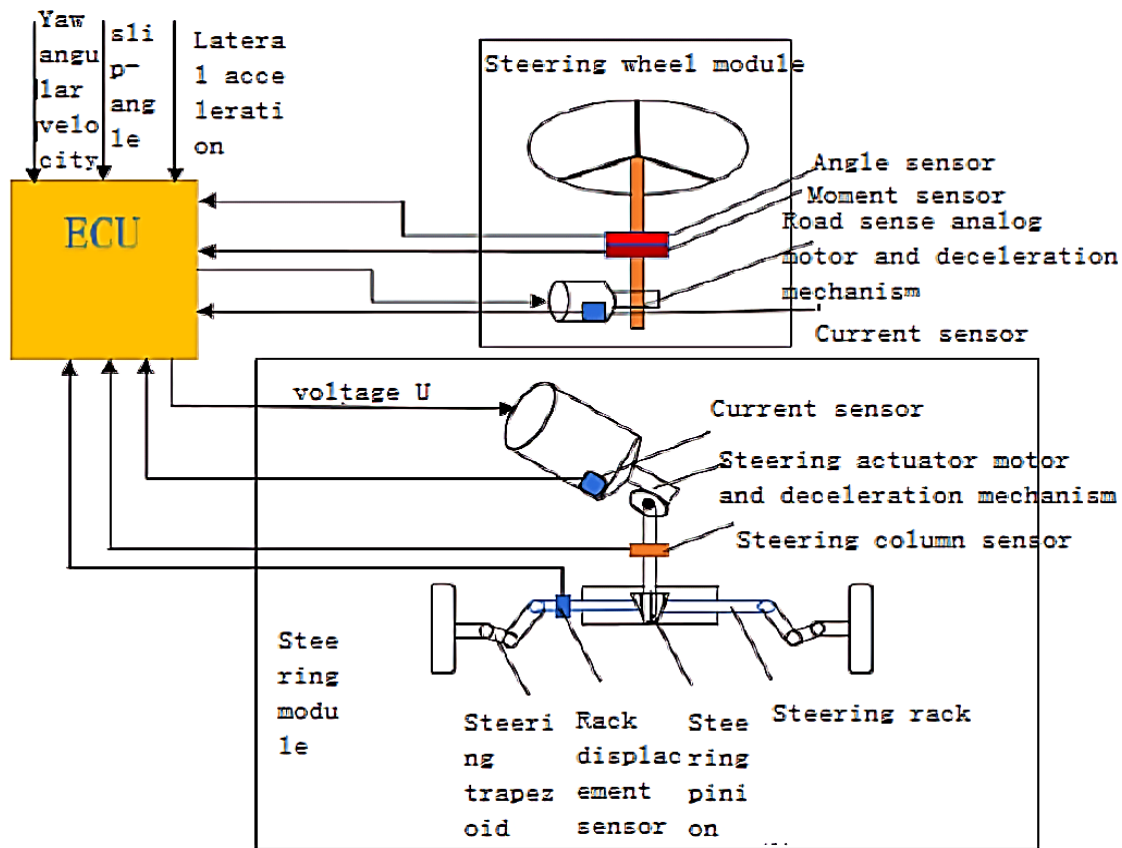 Yaw
angu
lar
velo
city
sli
p-
ang
le
Latera
l acce
lerati
on
ECU
Steering wheel module
Angle sensor
Moment sensor
Road sense analog
motor and deceleration
mechanism
Current sensor
voltage U
Current sensor
Steering actuator motor
and deceleration mechanism
Steering column sensor
Stee
ring
modu
le
Steeri
ng
trapez
oid
Rack
displac
ement
sensor
Stee
ring
pini
on
Steering rack